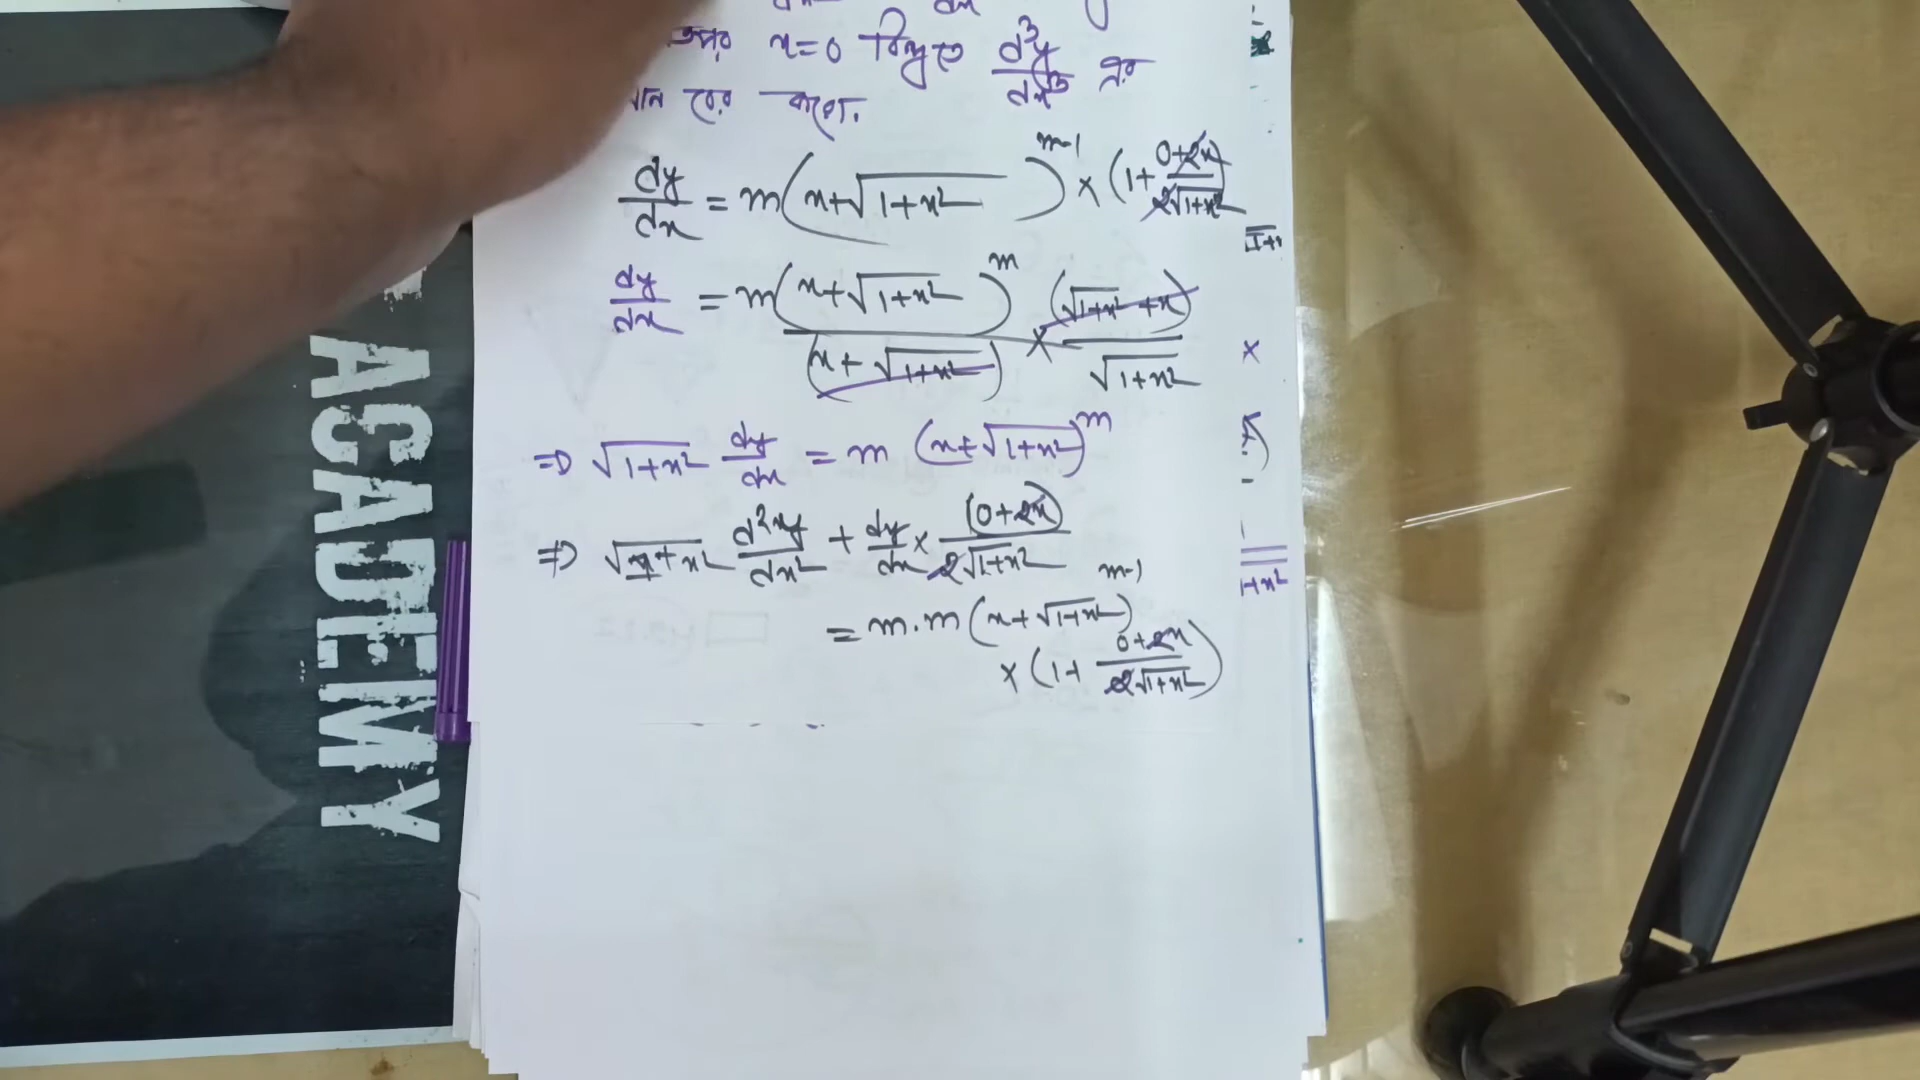 x=0 বিন্দুতে d³y/dx³ এর
মান বের করো.
dy/dx = m(x+√1+x²)^(m-1) × (1+ (0+2x)/(2√1+x²))
dy/dx = m(x+√1+x²)^m/(x+√1+x²) × (√1+x² +x)/√1+x²
⇒ √1+x² dy/dx = m (x+√1+x²)^m
⇒ √1+x² d²y/dx² + dy/dx × (0+2x)/(2√1+x²)
= m.m(x+√1+x²)^(m-1)
× (1+ (0+2x)/(2√1+x²))
1+x²
ACADEMY